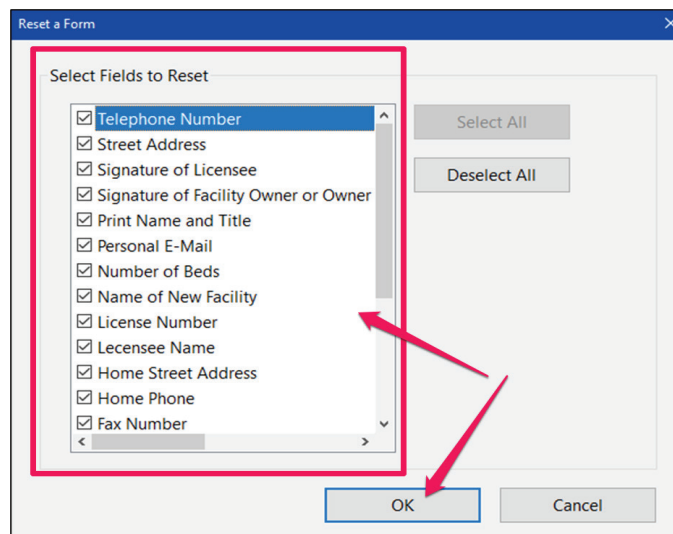 Reset a Form
Select Fields to Reset
Telephone Number
Street Address
Signature of Licensee
Signature of Facility Owner or Owner
Print Name and Title
Personal E-Mail
Number of Beds
Name of New Facility
License Number
Lecensee Name
Home Street Address
Home Phone
Fax Number
Select All
Deselect All
OK
Cancel